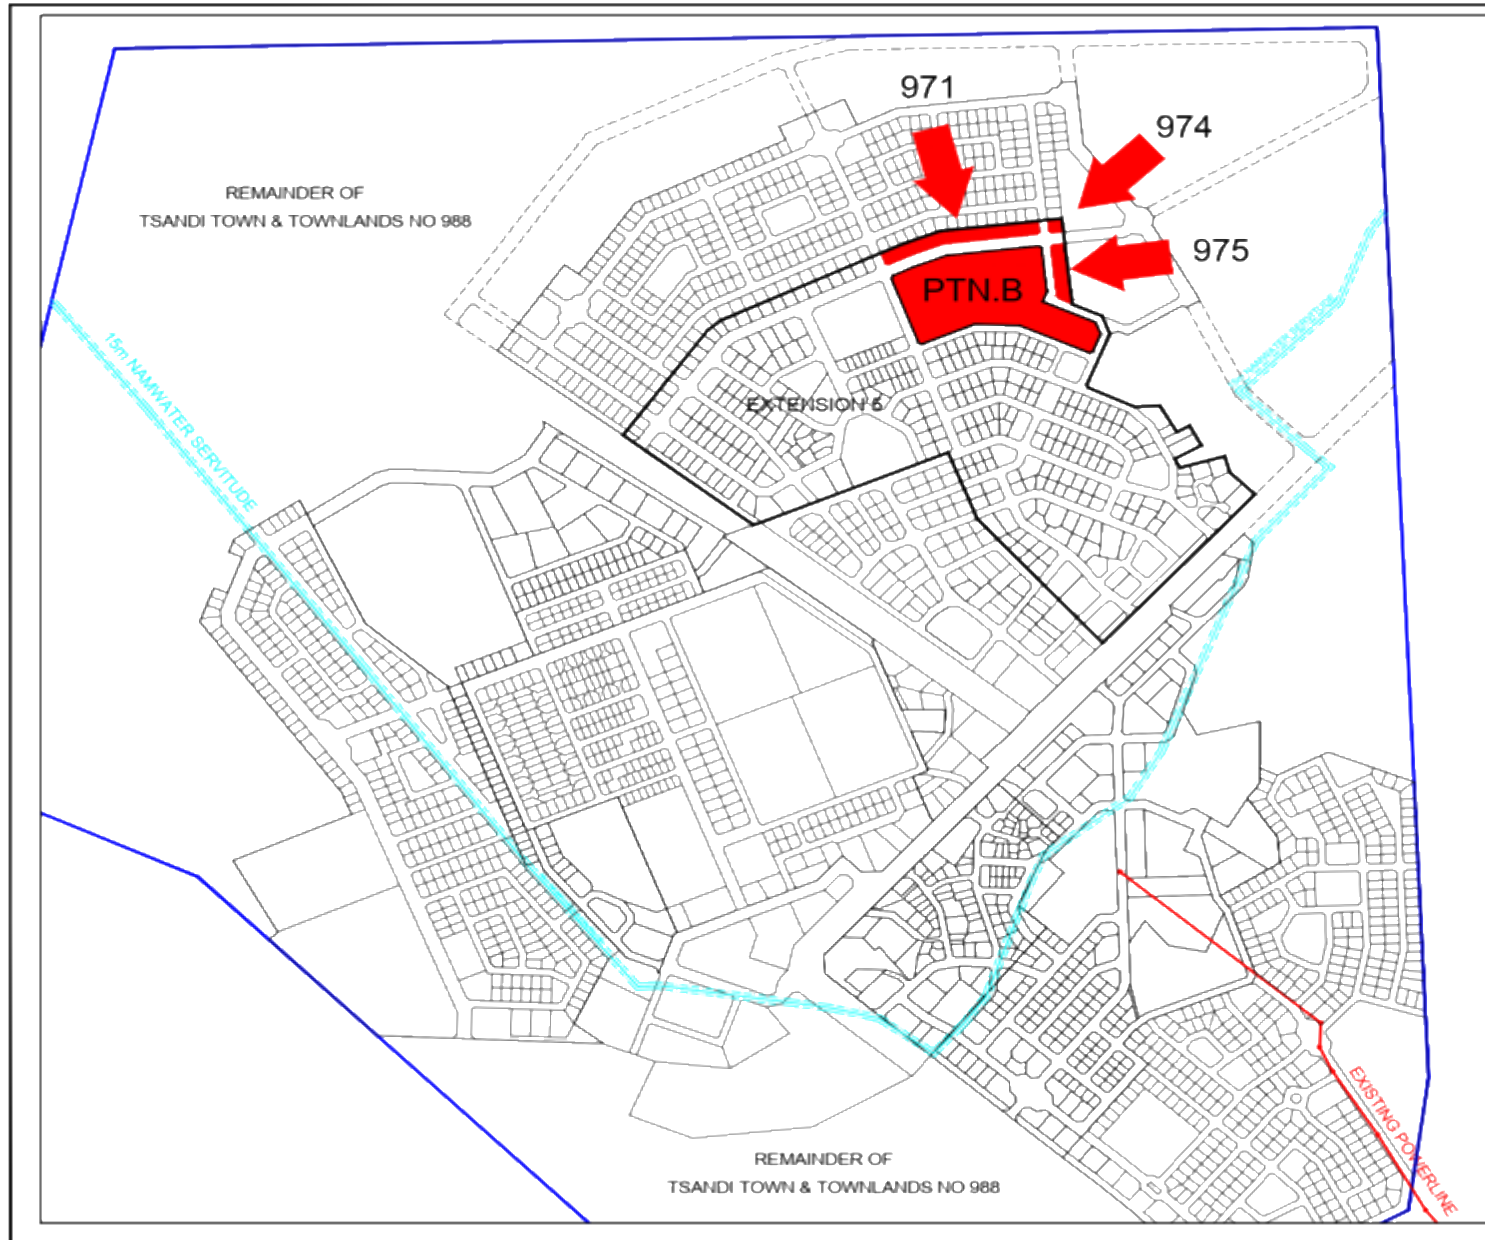 971
974
REMAINDER OF
TSANDI TOWN & TOWNLANDS NO 988
975
PTN.B
15m NAMWATER SERVITUDE
EXTENSION 5
EXISTING POWERLINE
REMAINDER OF
TSANDI TOWN & TOWNLANDS NO 988